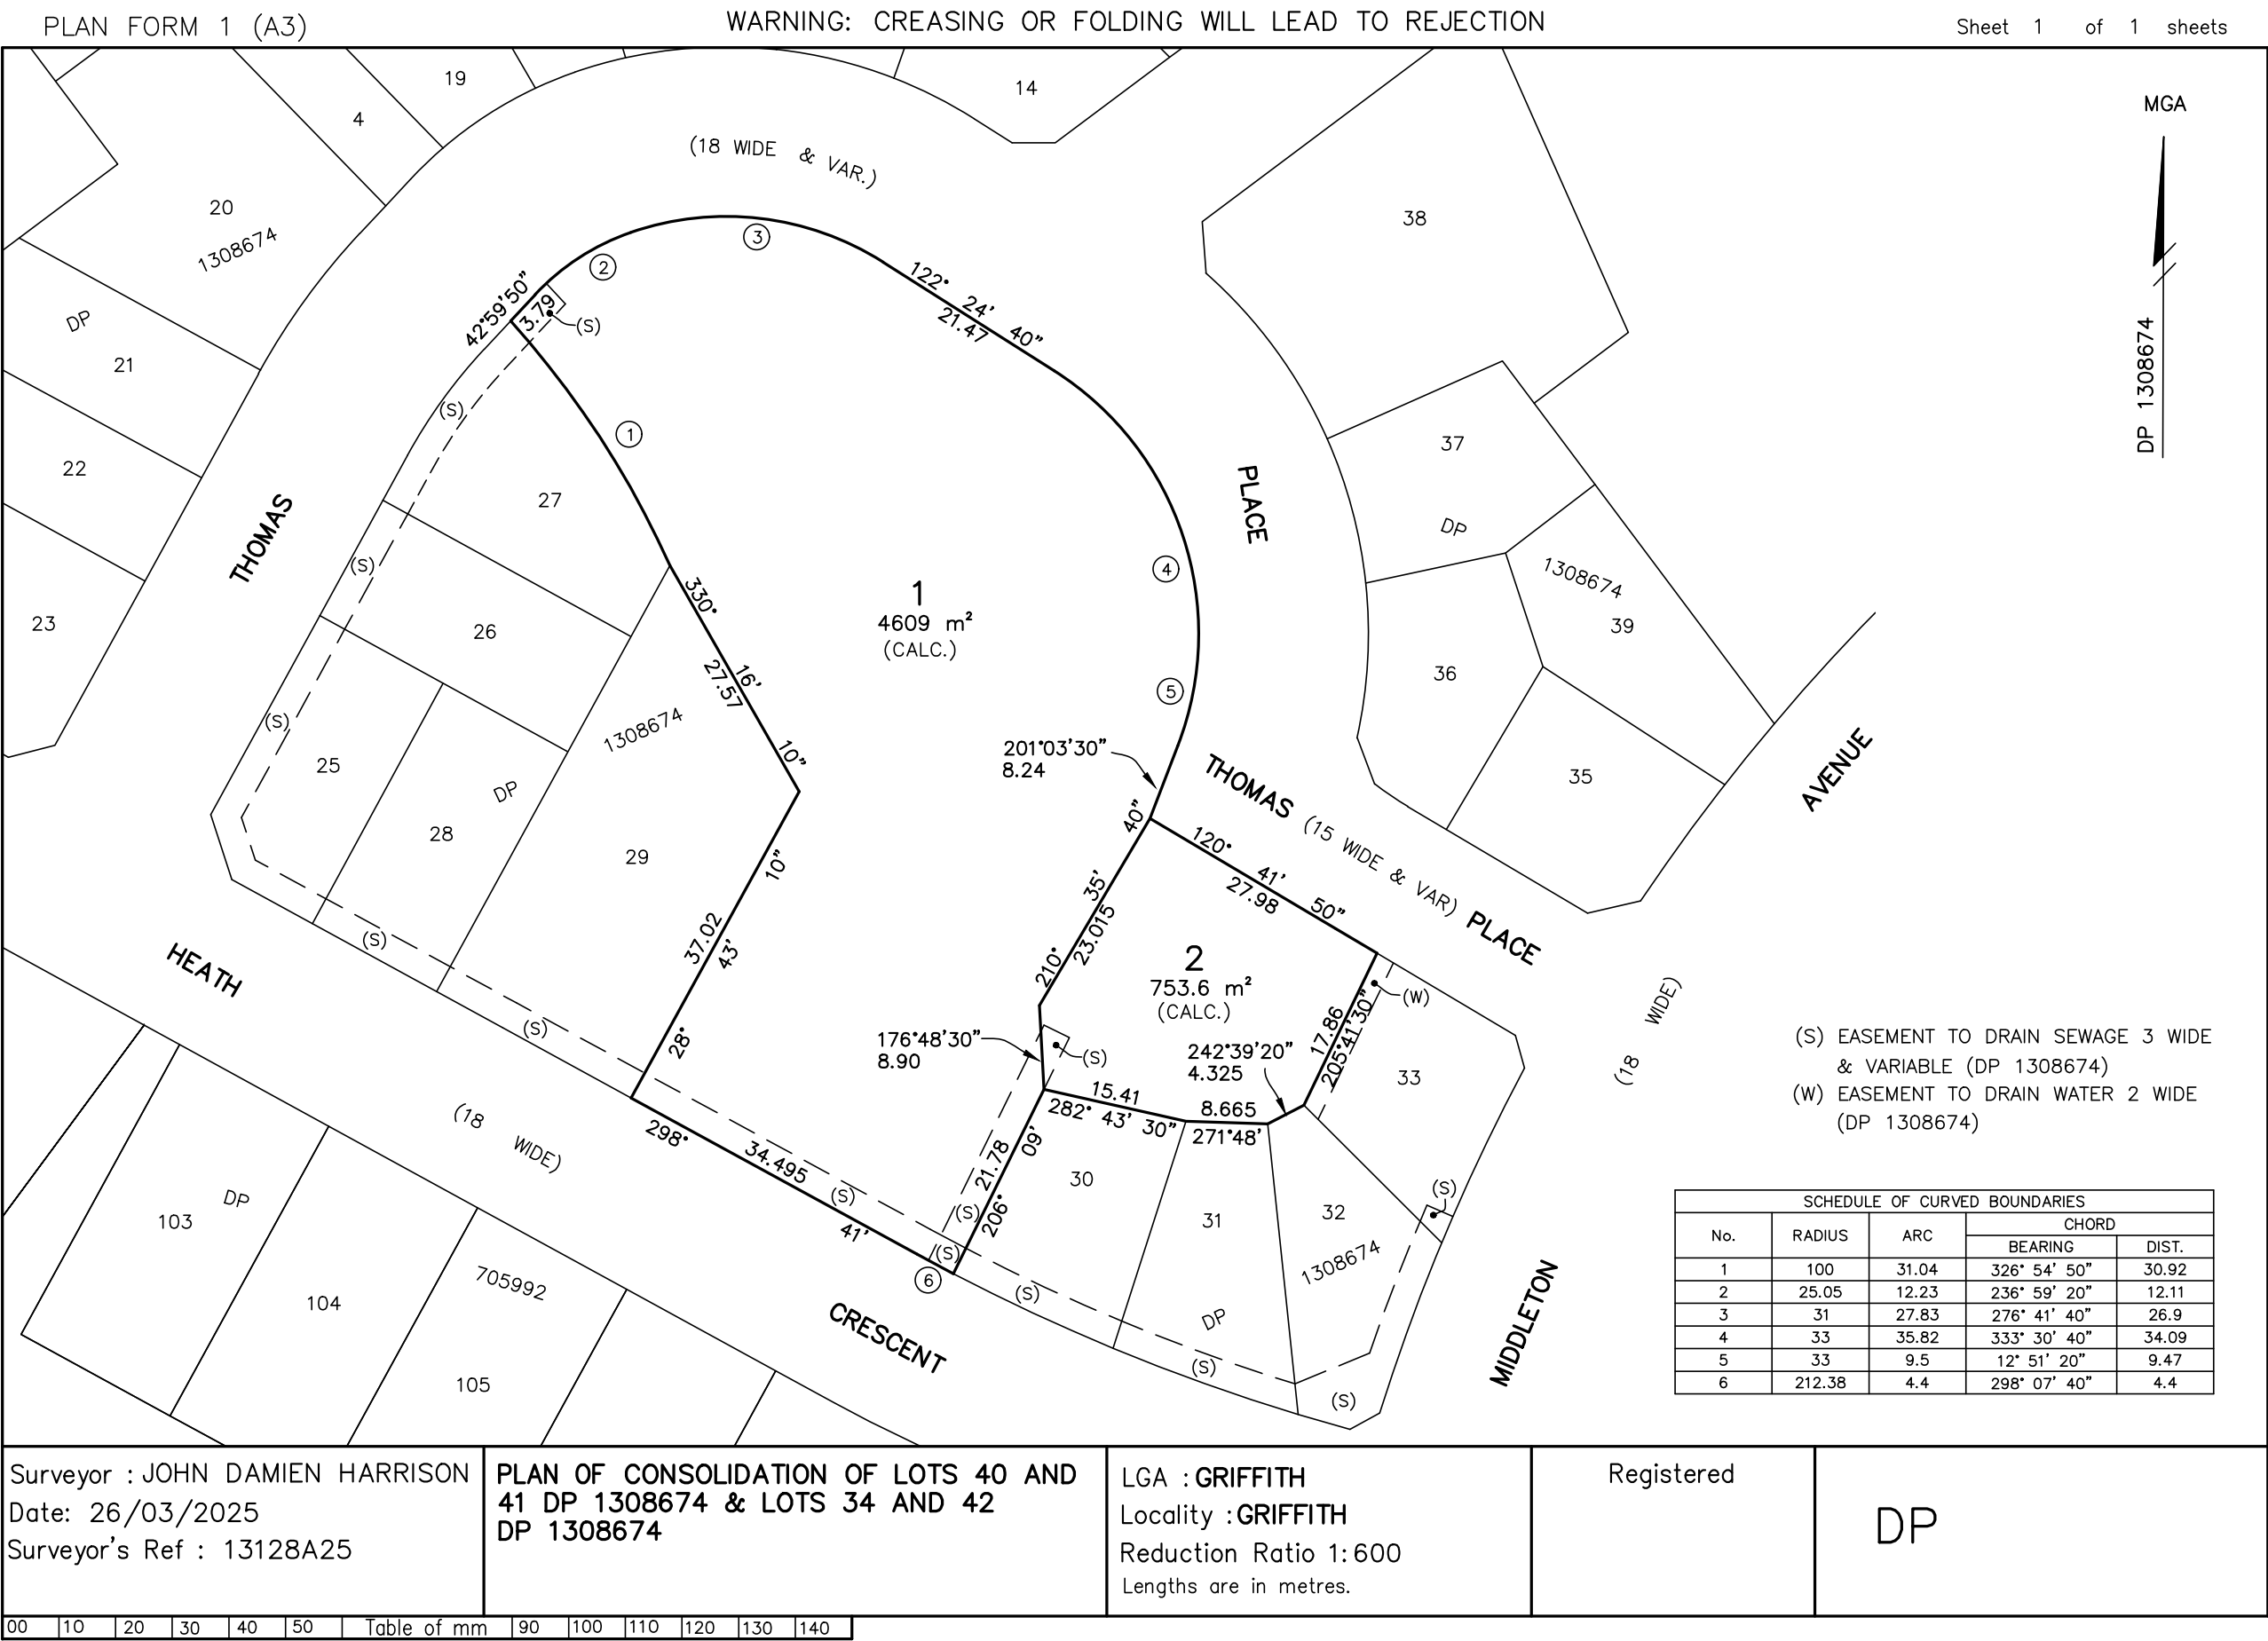 PLAN FORM 1 (A3)
WARNING: CREASING OR FOLDING WILL LEAD TO REJECTION
Sheet 1 of 1 sheets
19
4
14
20
1308674
(18 WIDE & VAR.)
38
MGA
DP 1308674
DP
21
22
23
42°59'50"
3.79
(S)
2
3
122° 24' 40"
21.47
(S)
1
27
THOMAS
(S)
26
330° 16' 10"
27.57
1
4609 m²
(CALC.)
PLACE
4
5
37
DP
1308674
39
36
35
(S)
25
28
DP
1308674
29
201°03'30"
8.24
THOMAS (15 WIDE & VAR) PLACE
AVENUE
28° 43' 10"
37.02
210° 35' 40"
23.015
120° 41' 50"
27.98
2
753.6 m²
(CALC.)
(W)
17.86
205°41'30"
176°48'30"
8.90
(S)
242°39'20"
4.325
15.41
282° 43' 30"
8.665
271°48'
33
(18 WIDE)
HEATH
(S)
(S)
(18 WIDE)
298° 41'
34.495
(S)
21.78
206° 09'
(S)
(S)
6
(S)
30
31
32
1308674
DP
(S)
(S)
(S)
CRESCENT
MIDDLETON
103
DP
104
705992
105
(S) EASEMENT TO DRAIN SEWAGE 3 WIDE
& VARIABLE (DP 1308674)
(W) EASEMENT TO DRAIN WATER 2 WIDE
(DP 1308674)
SCHEDULE OF CURVED BOUNDARIES
No. RADIUS ARC CHORD
BEARING DIST.
1 100 31.04 326° 54' 50" 30.92
2 25.05 12.23 236° 59' 20" 12.11
3 31 27.83 276° 41' 40" 26.9
4 33 35.82 333° 30' 40" 34.09
5 33 9.5 12° 51' 20" 9.47
6 212.38 4.4 298° 07' 40" 4.4
Surveyor : JOHN DAMIEN HARRISON
Date: 26/03/2025
Surveyor's Ref : 13128A25
PLAN OF CONSOLIDATION OF LOTS 40 AND
41 DP 1308674 & LOTS 34 AND 42
DP 1308674
LGA : GRIFFITH
Locality : GRIFFITH
Reduction Ratio 1:600
Lengths are in metres.
Registered
DP
00 10 20 30 40 50 Table of mm 90 100 110 120 130 140